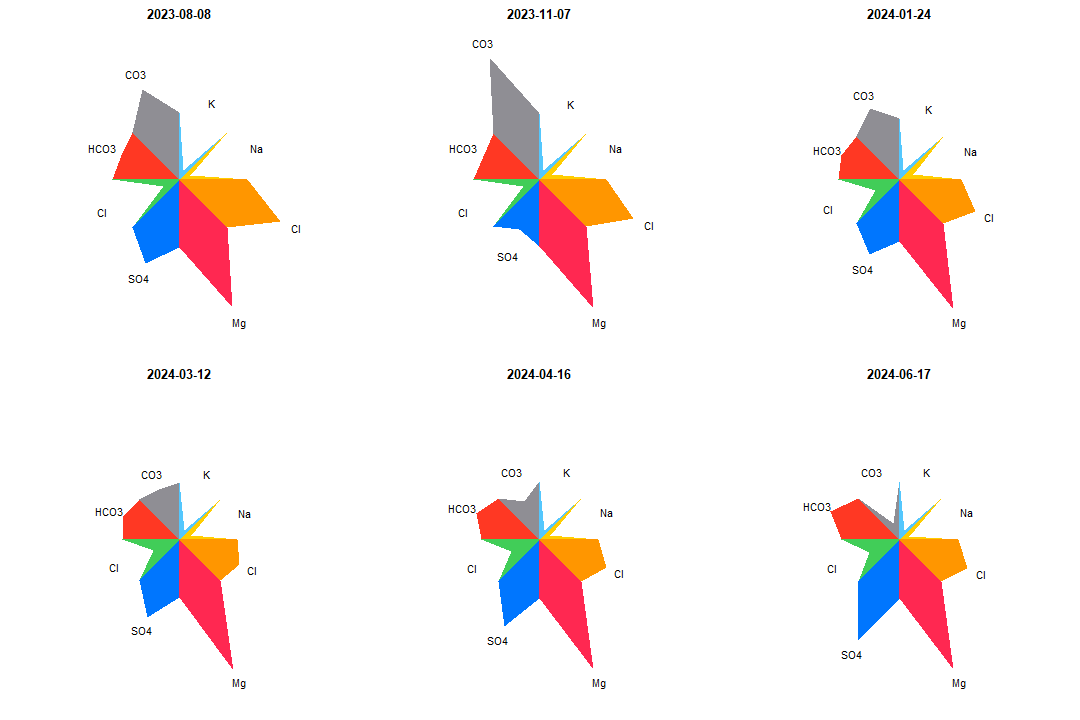 2023-08-08
2023-11-07
2024-01-24
CO3
K
HCO3
Na
Cl
Cl
SO4
Mg
CO3
K
HCO3
Na
Cl
Cl
SO4
Mg
CO3
K
HCO3
Na
Cl
Cl
SO4
Mg
2024-03-12
2024-04-16
2024-06-17
CO3
K
HCO3
Na
Cl
Cl
SO4
Mg
CO3
K
HCO3
Na
Cl
Cl
SO4
Mg
CO3
K
HCO3
Na
Cl
Cl
SO4
Mg